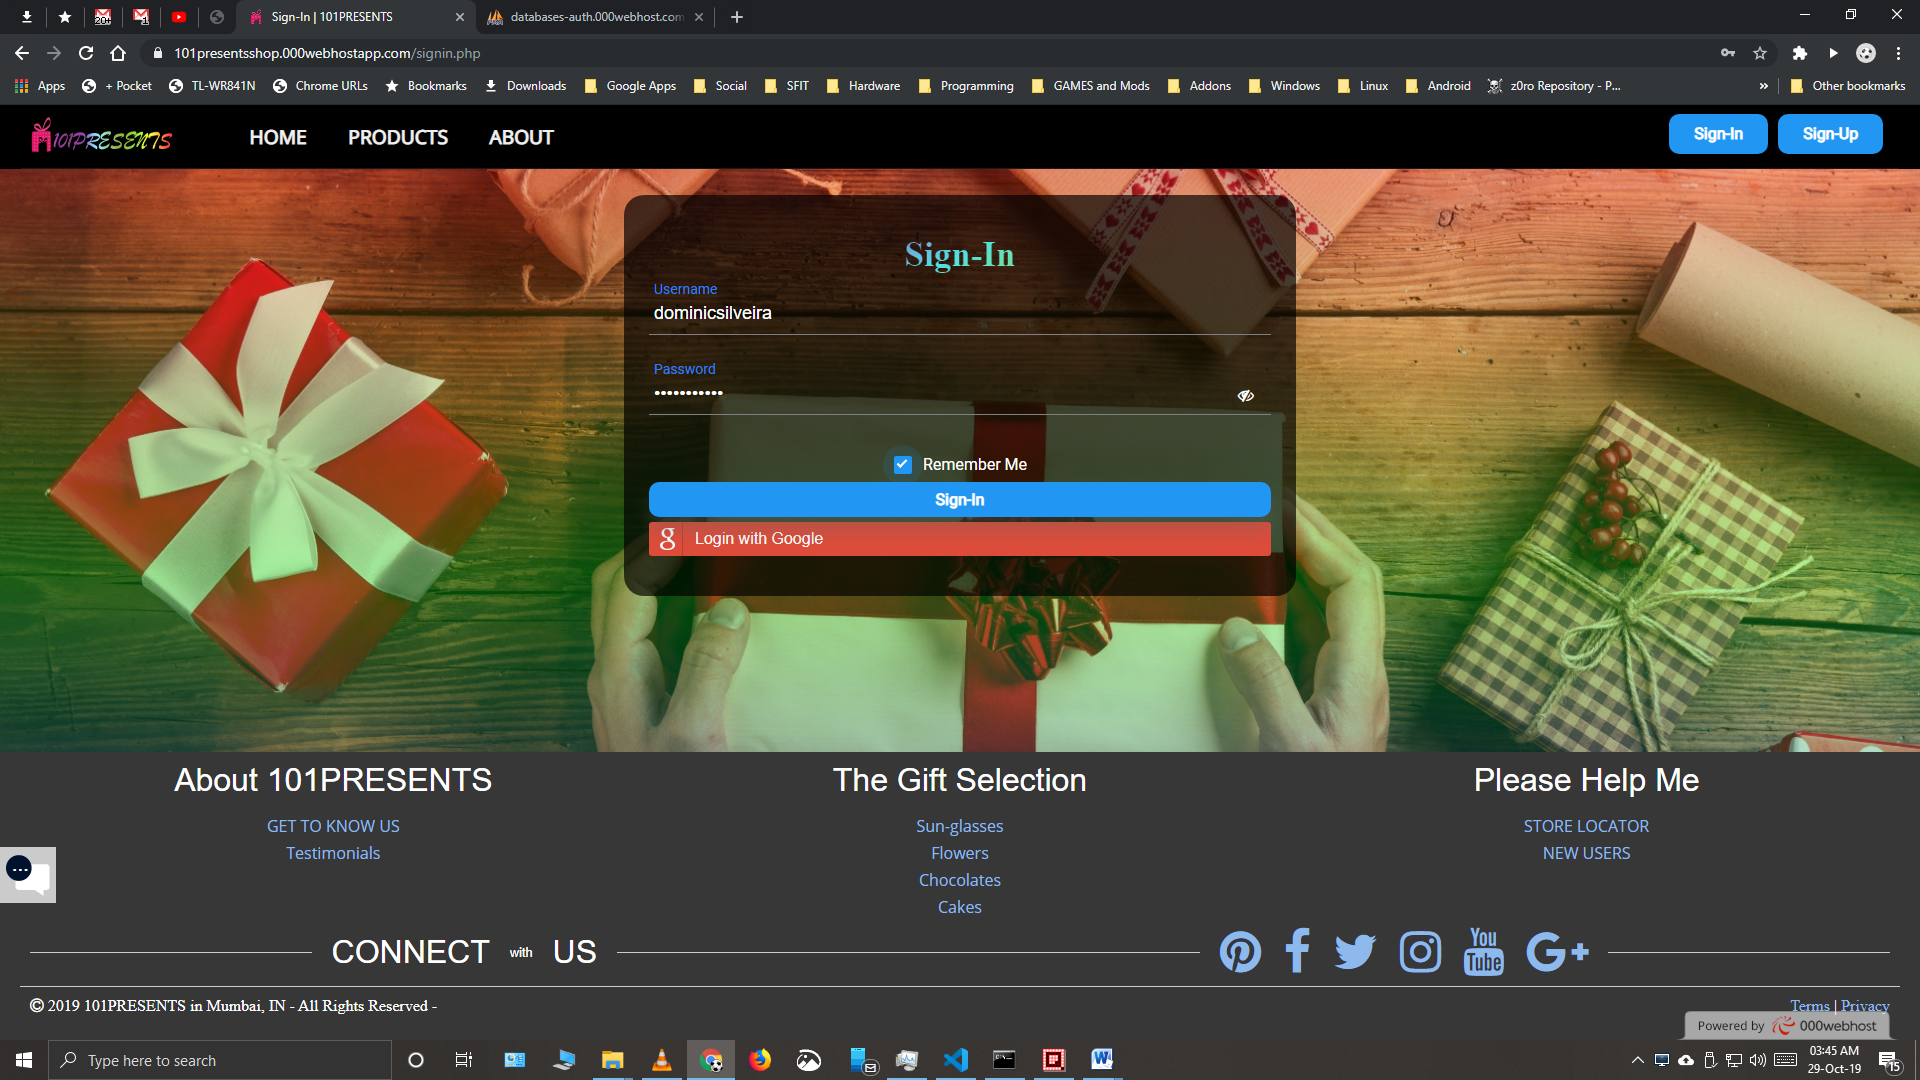 20+
1
Sign-In | 101PRESENTS
databases-auth.000webhost.com
101presentsshop.000webhostapp.com/signin.php
Apps + Pocket TL-WR841N Chrome URLs Bookmarks Downloads Google Apps Social SFIT Hardware Programming GAMES and Mods Addons Windows Linux Android z0ro Repository - P... » Other bookmarks
101PRESENTS HOME PRODUCTS ABOUT Sign-In Sign-Up
Sign-In
Username
dominicsilveira
Password
•••••••••••
Remember Me
Sign-In
g Login with Google
About 101PRESENTS
GET TO KNOW US
Testimonials
The Gift Selection
Sun-glasses
Flowers
Chocolates
Cakes
Please Help Me
STORE LOCATOR
NEW USERS
CONNECT with US
You
Tube
G+
© 2019 101PRESENTS in Mumbai, IN - All Rights Reserved -
Terms | Privacy
Powered by 000webhost
Type here to search
03:45 AM
29-Oct-19
15